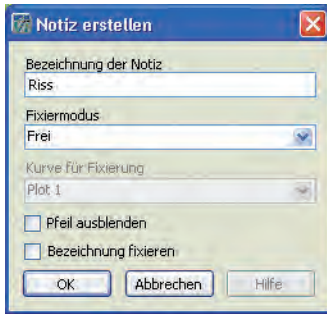 Notiz erstellen
Bezeichnung der Notiz
Riss
Fixiermodus
Frei
Kurve für Fixierung
Plot 1
Pfeil ausblenden
Bezeichnung fixieren
OK Abbrechen Hilfe